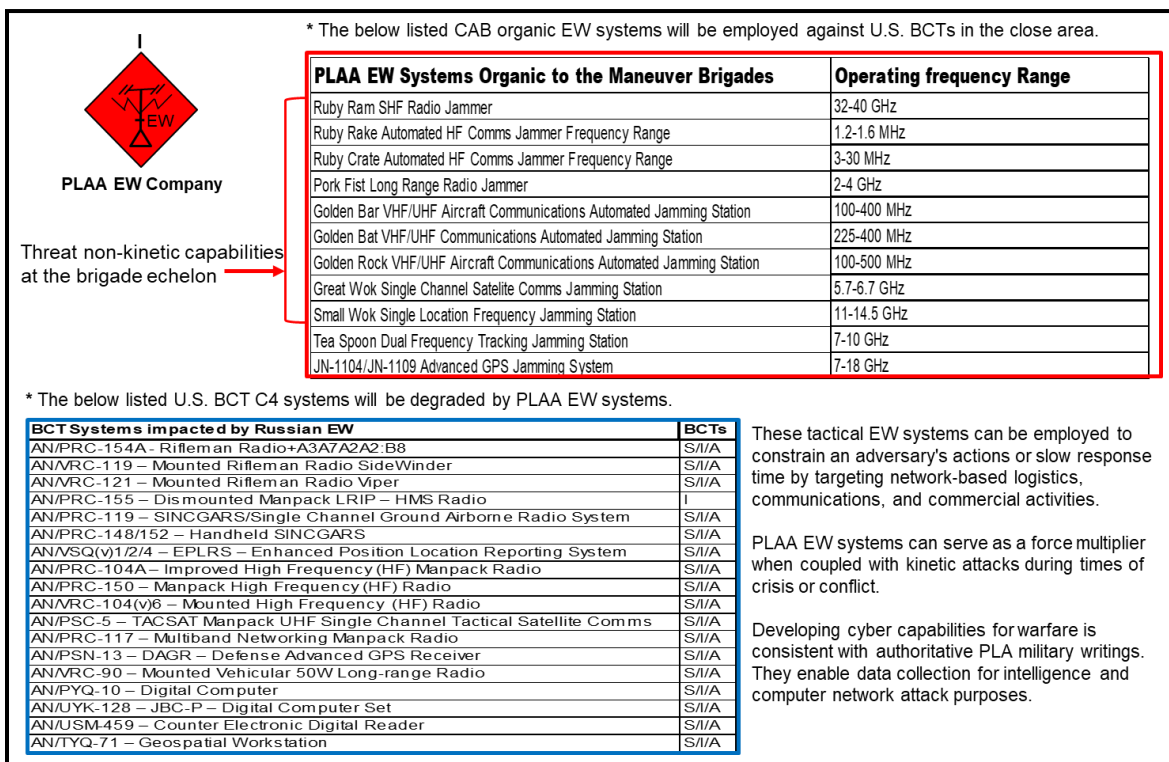 * The below listed CAB organic EW systems will be employed against U.S. BCTs in the close area.
I
EW
PLAA EW Company
Threat non-kinetic capabilities
at the brigade echelon
PLAA EW Systems Organic to the Maneuver Brigades Operating frequency Range
Ruby Ram SHF Radio Jammer 32-40 GHz
Ruby Rake Automated HF Comms Jammer Frequency Range 1.2-1.6 MHz
Ruby Crate Automated HF Comms Jammer Frequency Range 3-30 MHz
Pork Fist Long Range Radio Jammer 2-4 GHz
Golden Bar VHF/UHF Aircraft Communications Automated Jamming Station 100-400 MHz
Golden Bat VHF/UHF Communications Automated Jamming Station 225-400 MHz
Golden Rock VHF/UHF Aircraft Communications Automated Jamming Station 100-500 MHz
Great Wok Single Channel Satelite Comms Jamming Station 5.7-6.7 GHz
Small Wok Single Location Frequency Jamming Station 11-14.5 GHz
Tea Spoon Dual Frequency Tracking Jamming Station 7-10 GHz
JN-1104/JN-1109 Advanced GPS Jamming System 7-18 GHz
* The below listed U.S. BCT C4 systems will be degraded by PLAA EW systems.
BCT Systems impacted by Russian EW BCTs
AN/PRC-154A - Rifleman Radio+A3A7A2A2:B8 S/I/A
AN/VRC-119 – Mounted Rifleman Radio SideWinder S/I/A
AN/VRC-121 – Mounted Rifleman Radio Viper S/I/A
AN/PRC-155 – Dismounted Manpack LRIP – HMS Radio I
AN/PRC-119 – SINCGARS/Single Channel Ground Airborne Radio System S/I/A
AN/PRC-148/152 – Handheld SINCGARS S/I/A
AN/VSQ(v)1/2/4 – EPLRS – Enhanced Position Location Reporting System S/I/A
AN/PRC-104A – Improved High Frequency (HF) Manpack Radio S/I/A
AN/PRC-150 – Manpack High Frequency (HF) Radio S/I/A
AN/VRC-104(v)6 – Mounted High Frequency (HF) Radio S/I/A
AN/PSC-5 – TACSAT Manpack UHF Single Channel Tactical Satellite Comms S/I/A
AN/PRC-117 – Multiband Networking Manpack Radio S/I/A
AN/PSN-13 – DAGR – Defense Advanced GPS Receiver S/I/A
AN/VRC-90 – Mounted Vehicular 50W Long-range Radio S/I/A
AN/PYQ-10 – Digital Computer S/I/A
AN/UYK-128 – JBC-P – Digital Computer Set S/I/A
AN/USM-459 – Counter Electronic Digital Reader S/I/A
AN/TYQ-71 – Geospatial Workstation S/I/A
These tactical EW systems can be employed to
constrain an adversary's actions or slow response
time by targeting network-based logistics,
communications, and commercial activities.
PLAA EW systems can serve as a force multiplier
when coupled with kinetic attacks during times of
crisis or conflict.
Developing cyber capabilities for warfare is
consistent with authoritative PLA military writings.
They enable data collection for intelligence and
computer network attack purposes.